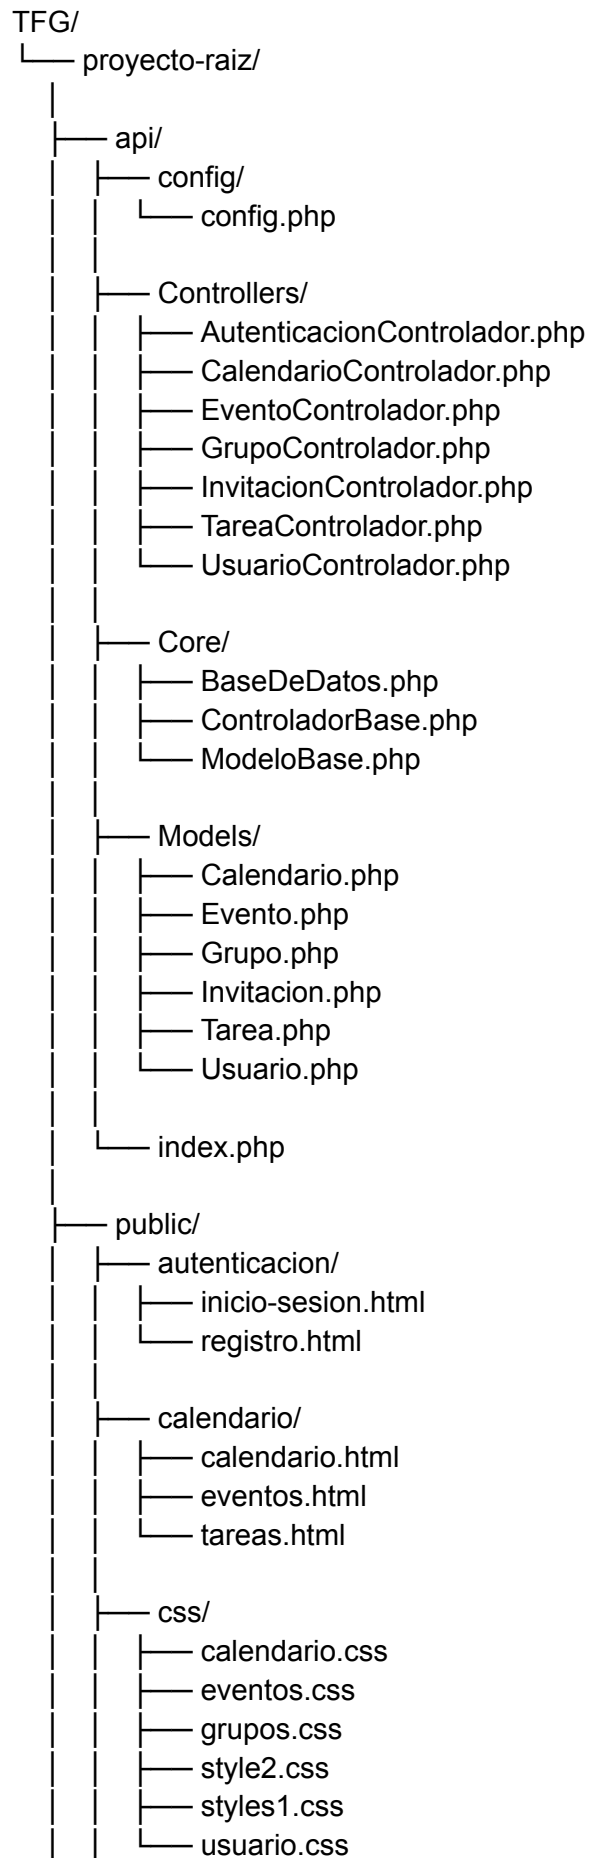 TFG/
└── proyecto-raiz/
│
├── api/
│ ├── config/
│ │ └── config.php
│ │
│ ├── Controllers/
│ │ ├── AutenticacionControlador.php
│ │ ├── CalendarioControlador.php
│ │ ├── EventoControlador.php
│ │ ├── GrupoControlador.php
│ │ ├── InvitacionControlador.php
│ │ ├── TareaControlador.php
│ │ └── UsuarioControlador.php
│ │
│ ├── Core/
│ │ ├── BaseDeDatos.php
│ │ ├── ControladorBase.php
│ │ └── ModeloBase.php
│ │
│ ├── Models/
│ │ ├── Calendario.php
│ │ ├── Evento.php
│ │ ├── Grupo.php
│ │ ├── Invitacion.php
│ │ ├── Tarea.php
│ │ └── Usuario.php
│ │
│ └── index.php
│
├── public/
│ ├── autenticacion/
│ │ ├── inicio-sesion.html
│ │ └── registro.html
│ │
│ ├── calendario/
│ │ ├── calendario.html
│ │ ├── eventos.html
│ │ └── tareas.html
│ │
│ ├── css/
│ │ ├── calendario.css
│ │ ├── eventos.css
│ │ ├── grupos.css
│ │ ├── style2.css
│ │ ├── styles1.css
│ │ └── usuario.css